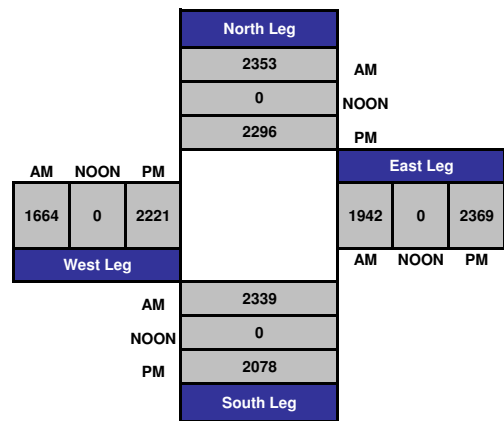 North Leg
2353 AM
0 NOON
2296 PM
AM NOON PM
East Leg
1664 0 2221
1942 0 2369
West Leg
AM NOON PM
AM 2339
NOON 0
PM 2078
South Leg